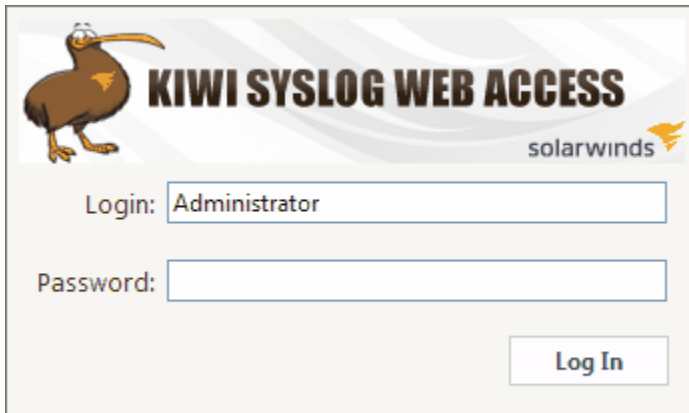 KIWI SYSLOG WEB ACCESS
solarwinds
Login: Administrator
Password:
Log In